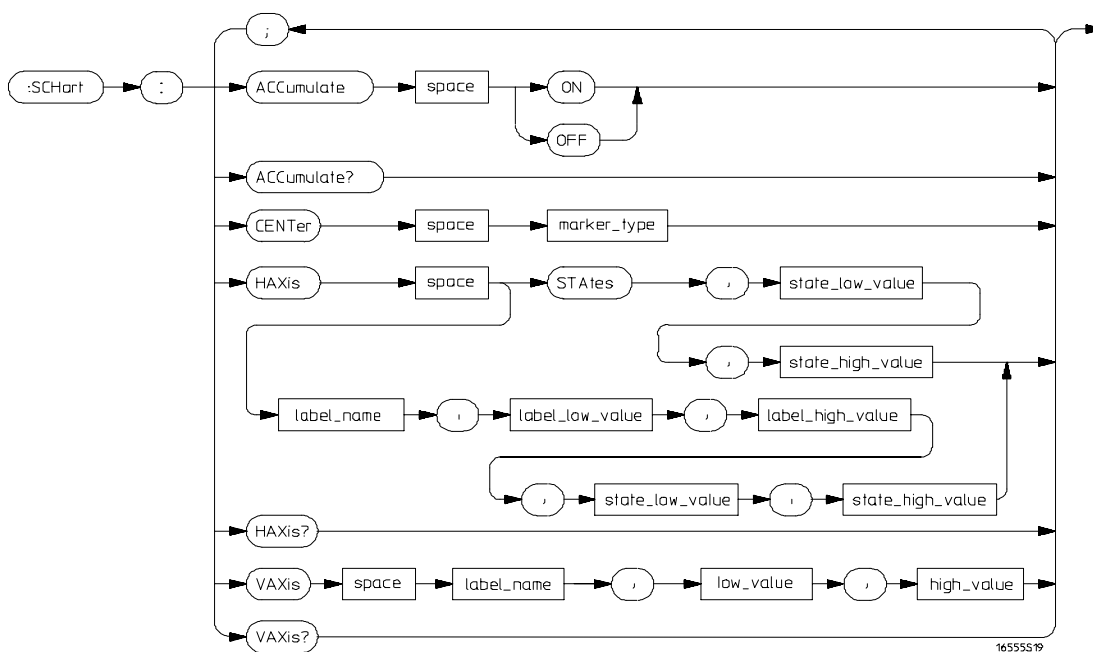 ;
:SCHart : ACCumulate space ON
OFF
ACCumulate?
CENTer space marker_type
HAXis space STAtes , state_low_value
, state_high_value
label_name , label_low_value , label_high_value
, state_low_value , state_high_value
HAXis?
VAXis space label_name , low_value , high_value
VAXis?
16555S19